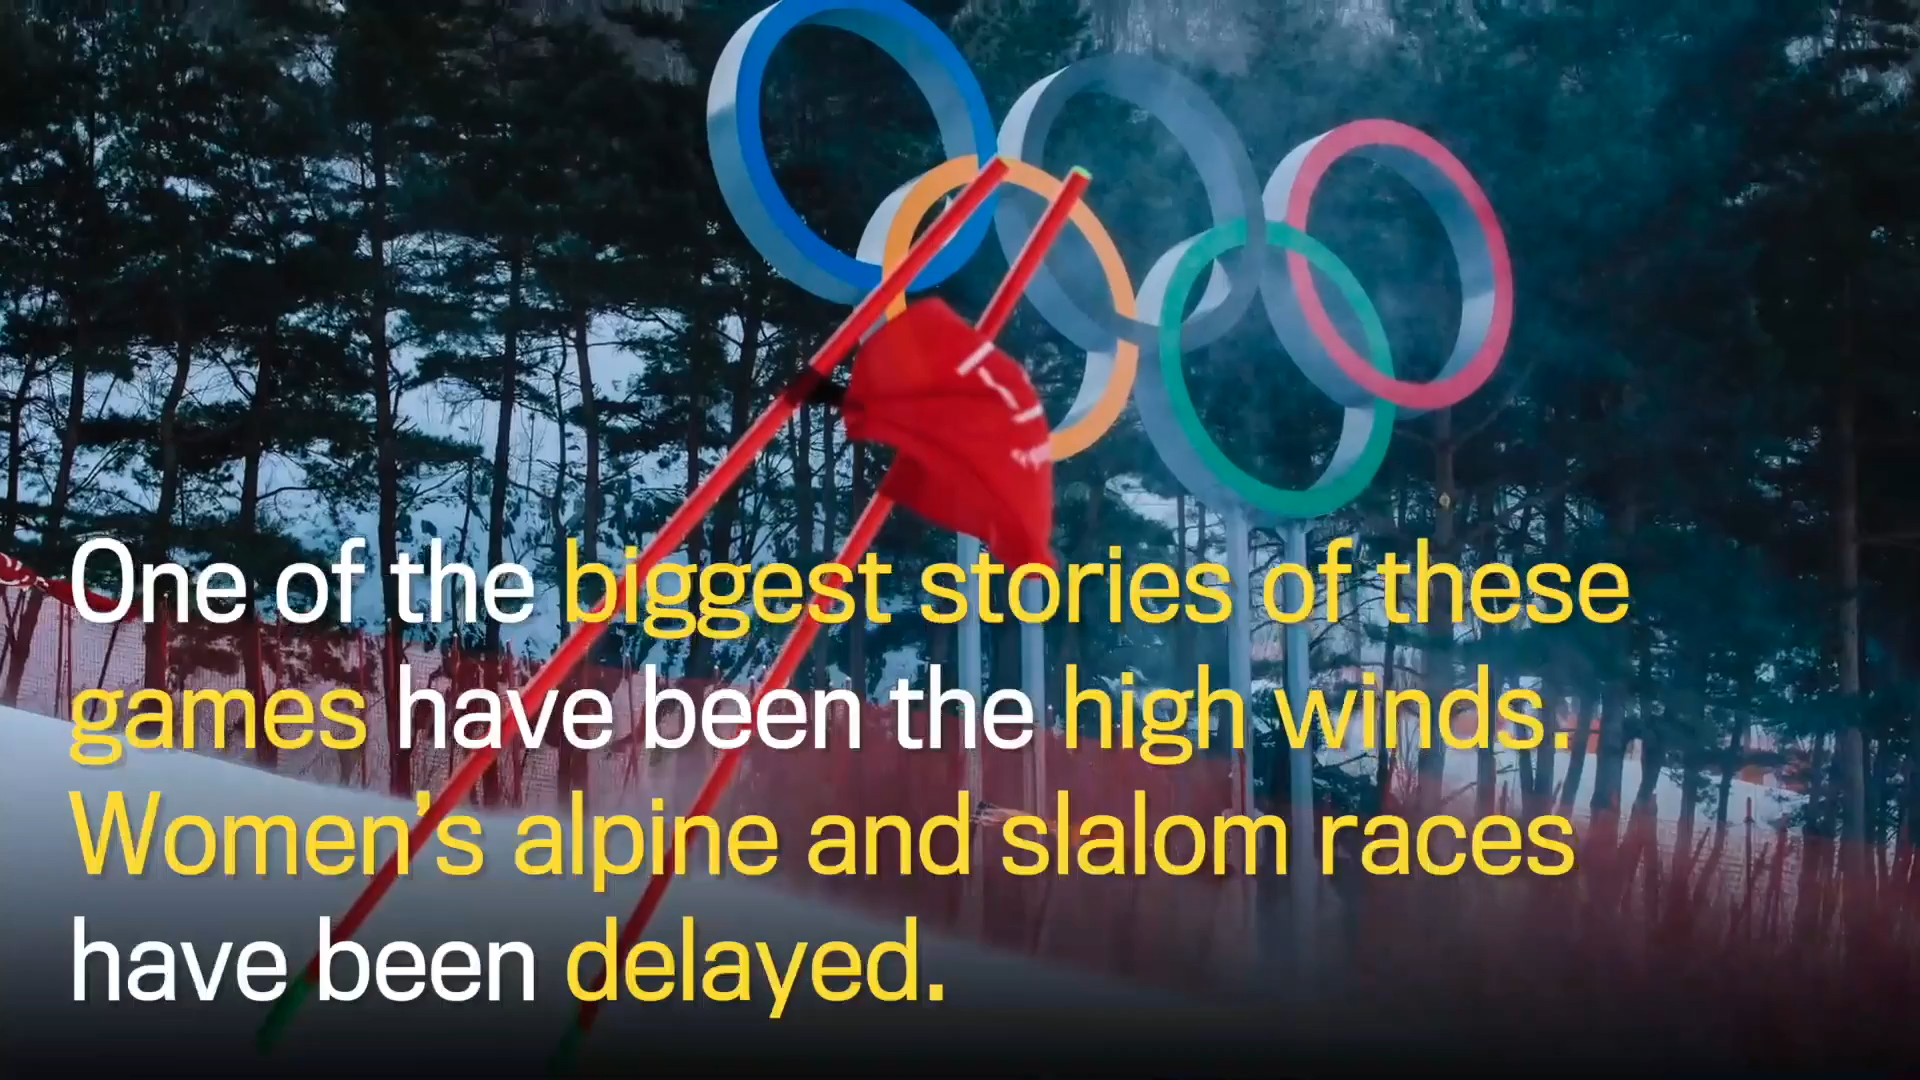 One of the biggest stories of these
games have been the high winds.
Women's alpine and slalom races
have been delayed.